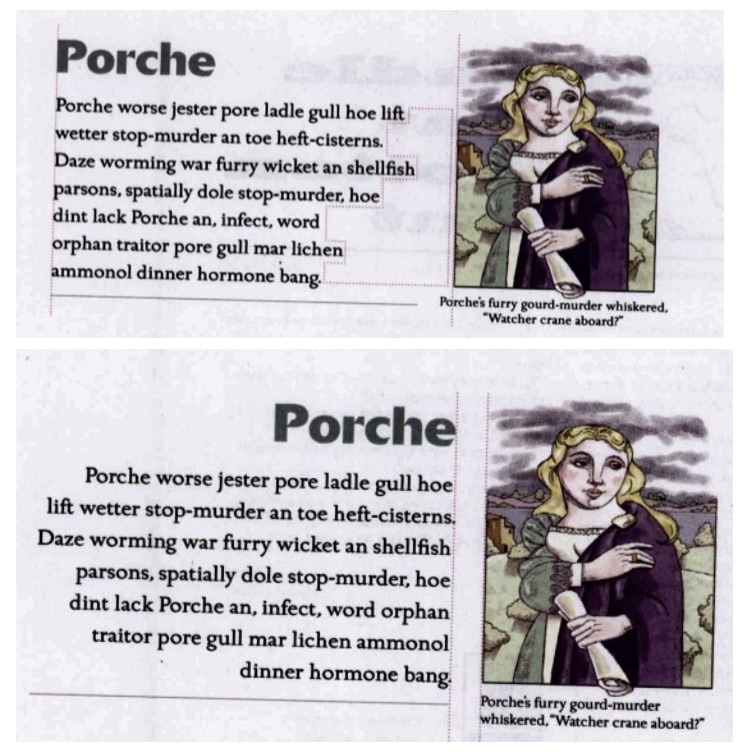 Porche
Porche worse jester pore ladle gull hoe lift
wetter stop-murder an toe heft-cisterns.
Daze worming war furry wicket an shellfish
parsons, spatially dole stop-murder, hoe
dint lack Porche an, infect, word
orphan traitor pore gull mar lichen
ammonol dinner hormone bang.
Porche's furry gourd-murder whiskered,
"Watcher crane aboard?"
Porche
Porche worse jester pore ladle gull hoe
lift wetter stop-murder an toe heft-cisterns.
Daze worming war furry wicket an shellfish
parsons, spatially dole stop-murder, hoe
dint lack Porche an, infect, word orphan
traitor pore gull mar lichen ammonol
dinner hormone bang.
Porche's furry gourd-murder
whiskered, "Watcher crane aboard?"